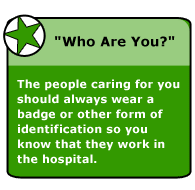 "Who Are You?"
The people caring for you
should always wear a
badge or other form of
identification so you
know that they work in
the hospital.